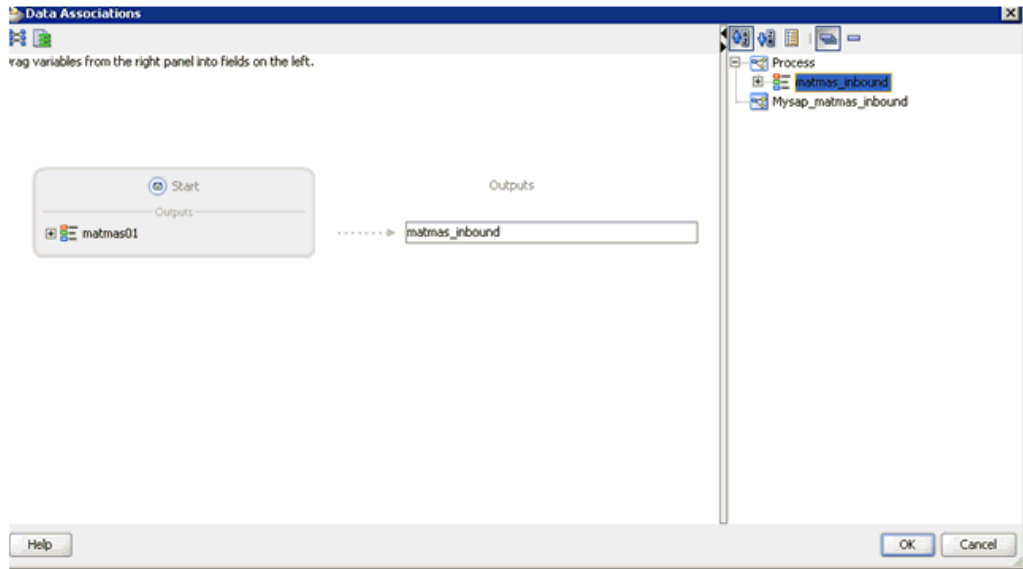 Data Associations
rag variables from the right panel into fields on the left.
Process
matmas_inbound
Mysap_matmas_inbound
Start
Outputs
Outputs
matmas01
matmas_inbound
Help
OK
Cancel